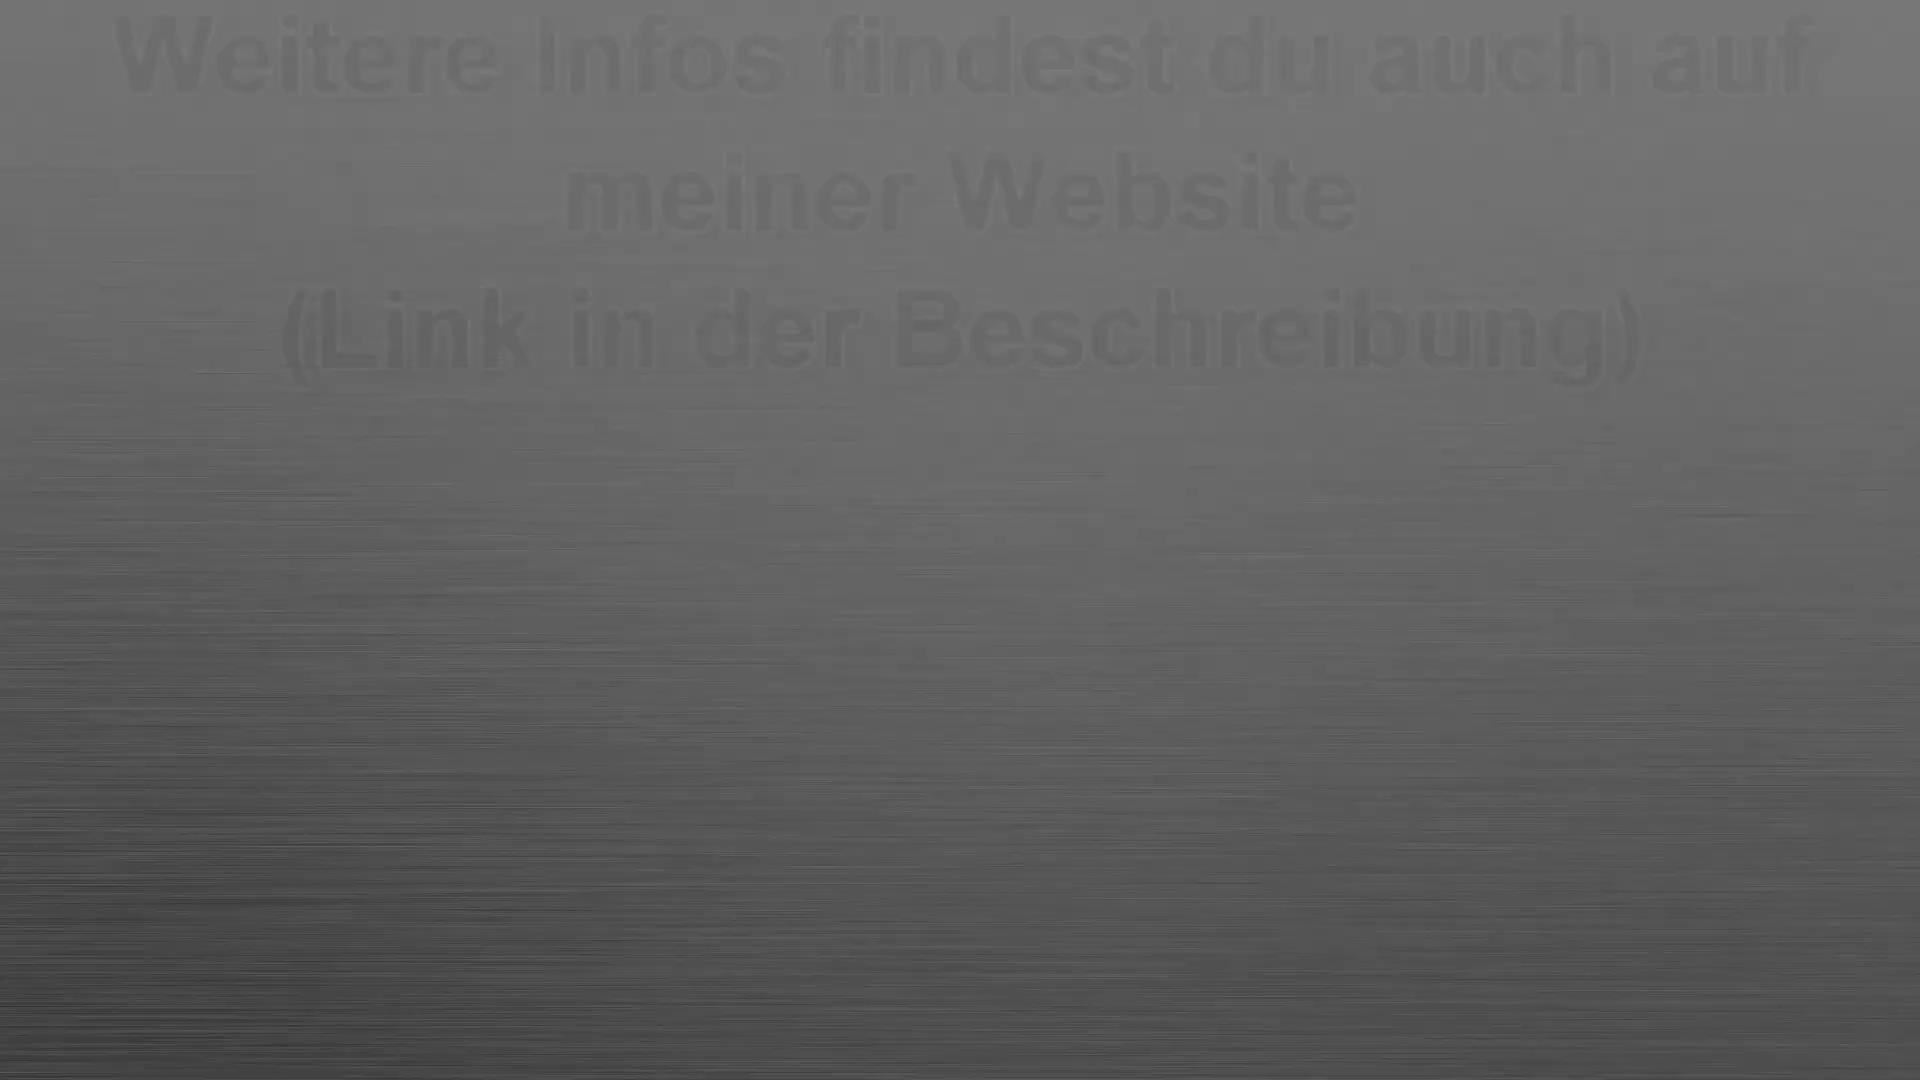 Weitere Infos findest du auch auf
meiner Website
(Link in der Beschreibung)